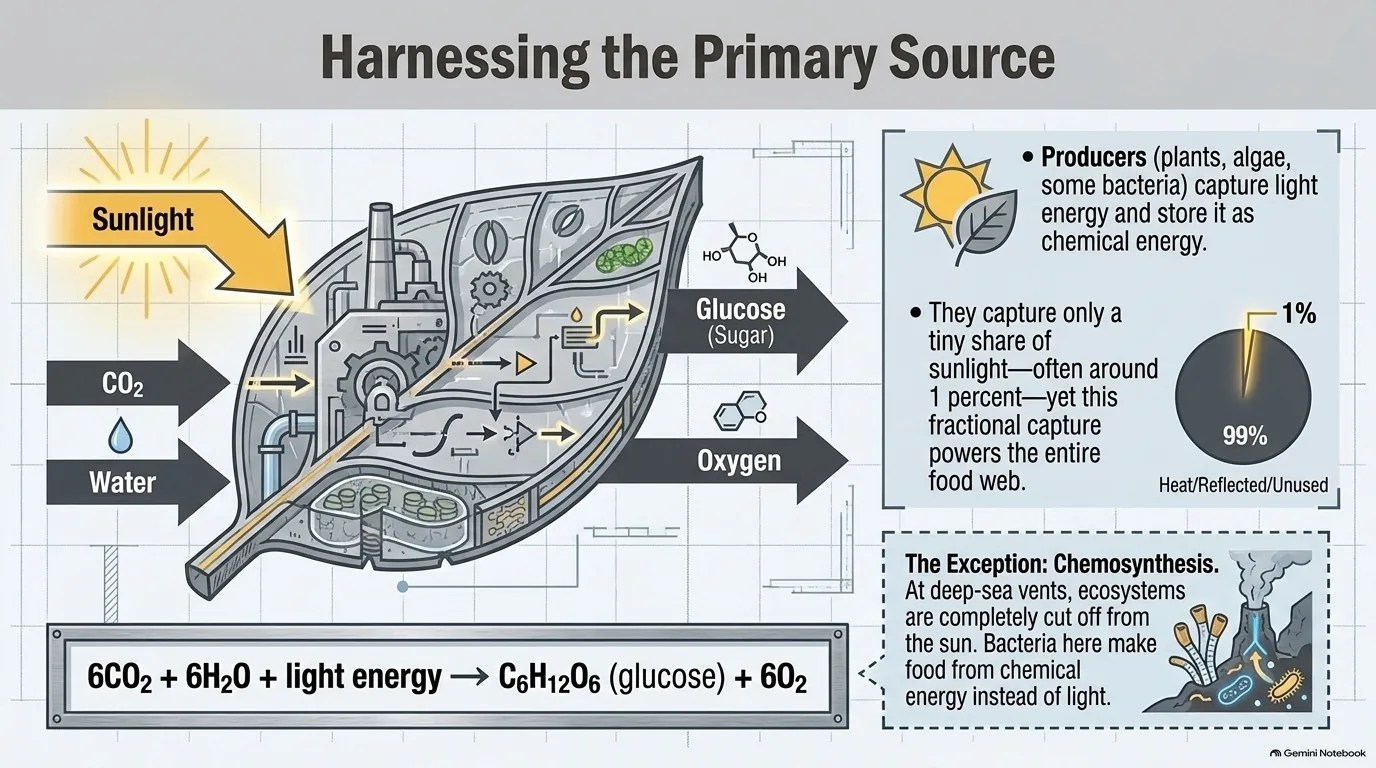 Harnessing the Primary Source
Sunlight
CO₂
Water
HO
O
OH
OH
Glucose
(Sugar)
O
Oxygen
6CO₂ + 6H₂O + light energy → C₆H₁₂O₆ (glucose) + 6O₂
• Producers (plants, algae,
some bacteria) capture light
energy and store it as
chemical energy.
• They capture only a
tiny share of
sunlight—often around
1 percent—yet this
fractional capture
powers the entire
food web.
1%
99%
Heat/Reflected/Unused
The Exception: Chemosynthesis.
At deep-sea vents, ecosystems
are completely cut off from
the sun. Bacteria here make
food from chemical
energy instead of light.
Gemini Notebook